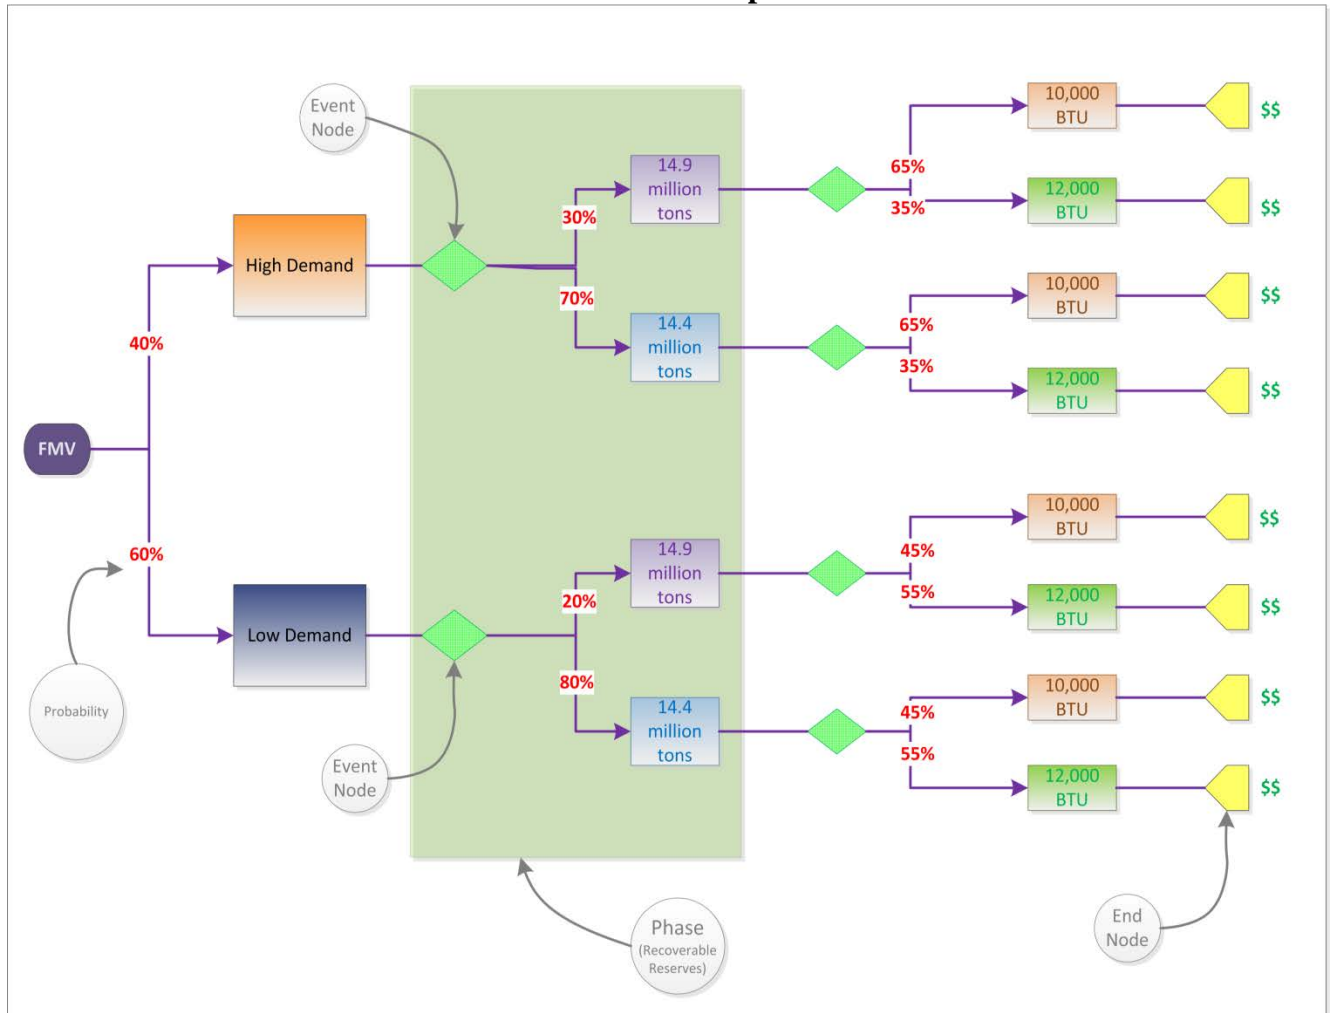 Event
Node
10,000
BTU
$$
14.9
million
tons
65%
35%
12,000
BTU
$$
30%
High Demand
70%
10,000
BTU
$$
14.4
million
tons
65%
35%
12,000
BTU
$$
40%
FMV
60%
10,000
BTU
$$
14.9
million
tons
45%
55%
12,000
BTU
$$
20%
Low Demand
80%
10,000
BTU
$$
14.4
million
tons
45%
55%
12,000
BTU
$$
Probability
Event
Node
Phase
(Recoverable
Reserves)
End
Node